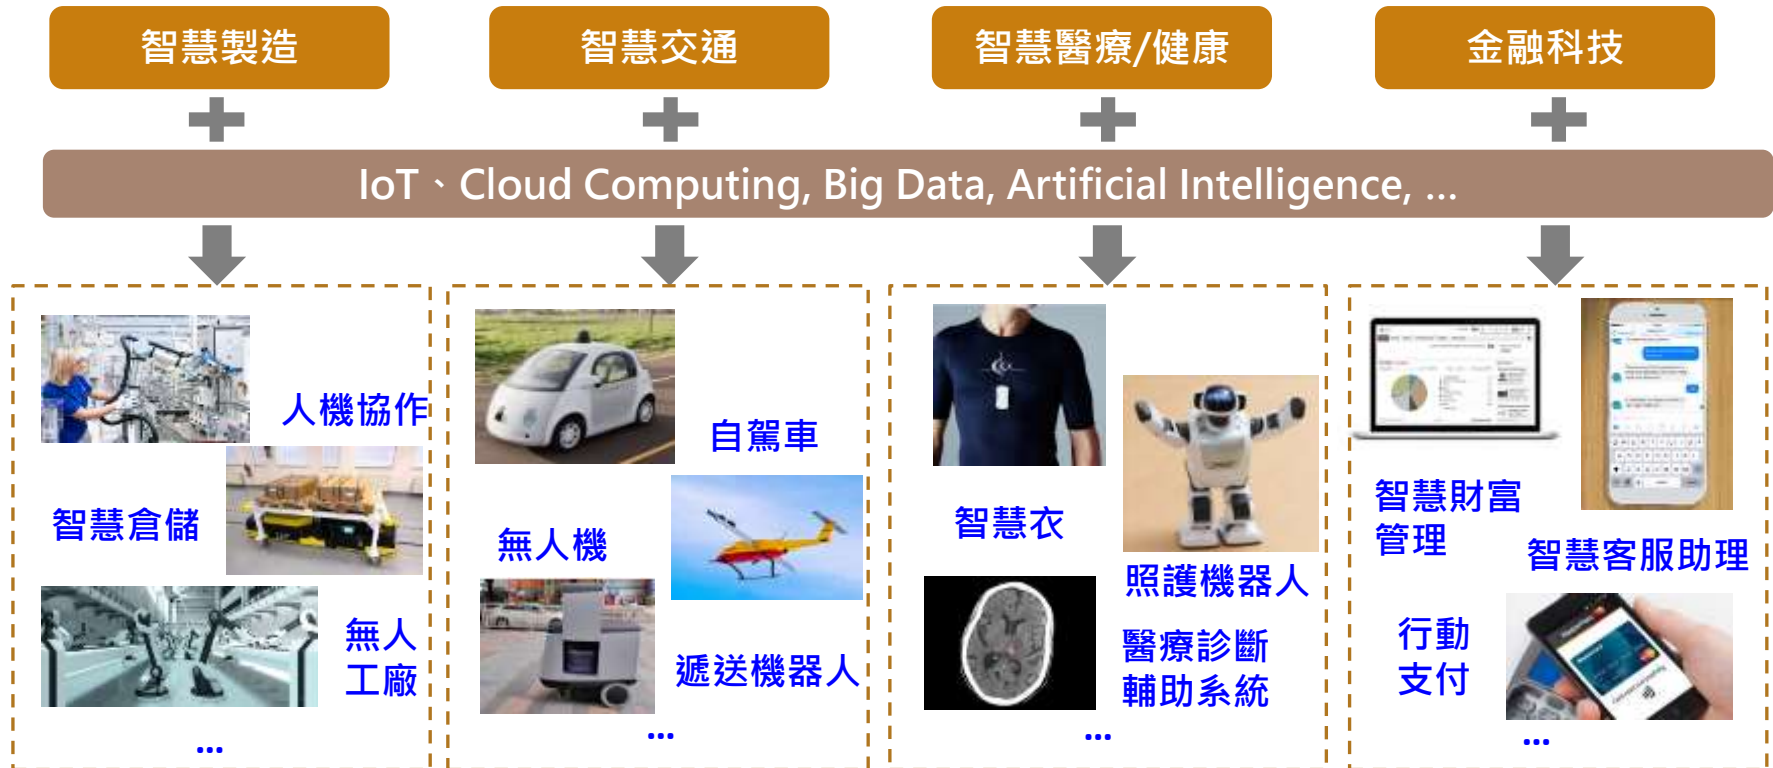 智慧製造
智慧交通
智慧醫療/健康
金融科技
IoT、Cloud Computing, Big Data, Artificial Intelligence, ...
人機協作
智慧倉儲
無人
工廠
...
自駕車
無人機
遞送機器人
...
智慧衣
照護機器人
醫療診斷
輔助系統
...
智慧財富
管理
智慧客服助理
行動
支付
...